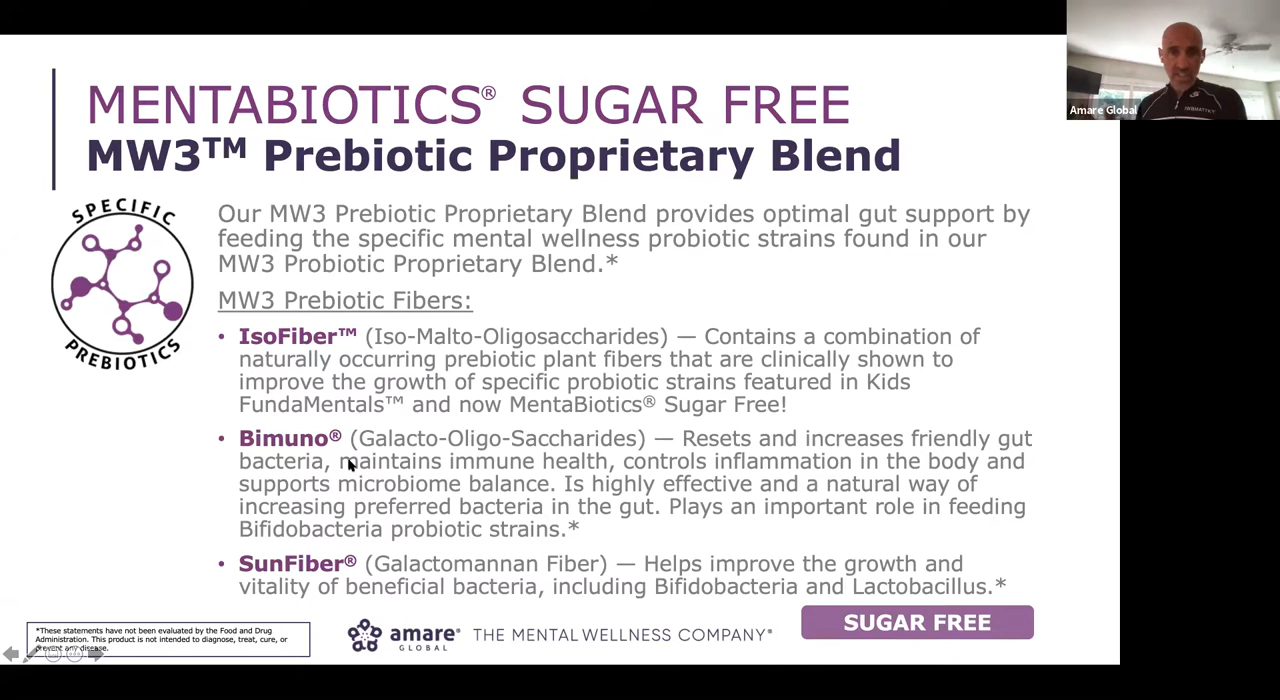 Amare Global
MENTABIOTICS® SUGAR FREE
MW3™ Prebiotic Proprietary Blend
SPECIFIC
PREBIOTICS
Our MW3 Prebiotic Proprietary Blend provides optimal gut support by
feeding the specific mental wellness probiotic strains found in our
MW3 Probiotic Proprietary Blend.*
MW3 Prebiotic Fibers:
• IsoFiber™ (Iso-Malto-Oligosaccharides) — Contains a combination of
naturally occurring prebiotic plant fibers that are clinically shown to
improve the growth of specific probiotic strains featured in Kids
FundaMentals™ and now MentaBiotics® Sugar Free!
• Bimuno® (Galacto-Oligo-Saccharides) — Resets and increases friendly gut
bacteria, maintains immune health, controls inflammation in the body and
supports microbiome balance. Is highly effective and a natural way of
increasing preferred bacteria in the gut. Plays an important role in feeding
Bifidobacteria probiotic strains.*
• SunFiber® (Galactomannan Fiber) — Helps improve the growth and
vitality of beneficial bacteria, including Bifidobacteria and Lactobacillus.*
SUGAR FREE
*These statements have not been evaluated by the Food and Drug
Administration. This product is not intended to diagnose, treat, cure, or
prevent any disease.
amare®
GLOBAL
THE MENTAL WELLNESS COMPANY®